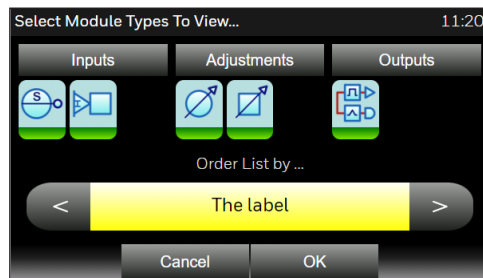 Select Module Types To View... 11:20
Inputs Adjustments Outputs
S
Order List by ...
< The label >
Cancel OK